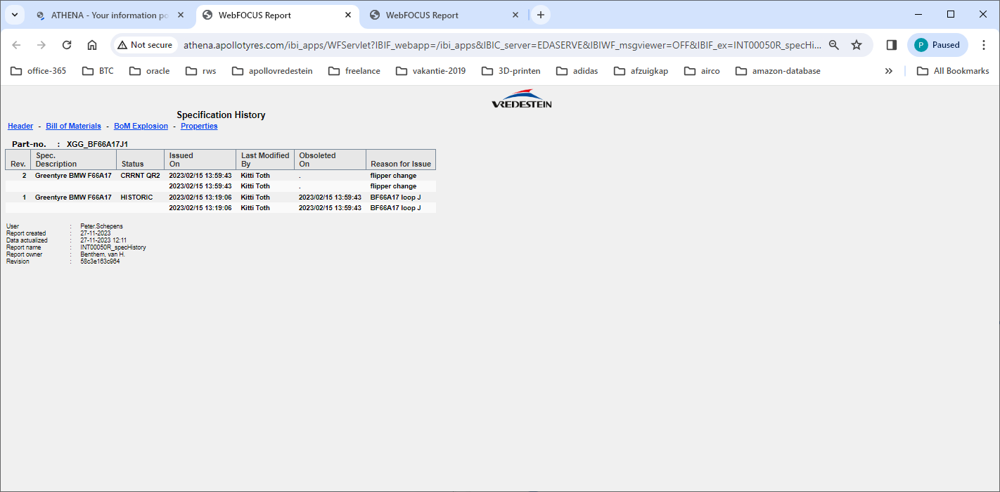 ATHENA - Your information po
WebFOCUS Report
WebFOCUS Report
Not secure
athena.apollotyres.com/ibi_apps/WFServlet?IBIF_webapp=/ibi_apps&IBIC_server=EDASERVE&IBIWF_msgviewer=OFF&IBIF_ex=INT00050R_specHi...
P Paused
office-365 BTC oracle rws apollovredestein freelance vakantie-2019 3D-printen adidas afzuigkap airco amazon-database » All Bookmarks
VREDESTEIN
Specification History
Header - Bill of Materials - BoM Explosion - Properties
Part-no. : XGG_BF66A17J1
Rev. Spec. Description Status Issued On Last Modified By Obsoleted On Reason for Issue
2 Greentyre BMW F66A17 CRRNT QR2 2023/02/15 13:59:43 Kitti Toth . flipper change
2023/02/15 13:59:43 Kitti Toth . flipper change
1 Greentyre BMW F66A17 HISTORIC 2023/02/15 13:19:06 Kitti Toth 2023/02/15 13:59:43 BF66A17 loop J
2023/02/15 13:19:06 Kitti Toth 2023/02/15 13:59:43 BF66A17 loop J
User : Peter.Schepens
Report created : 27-11-2023
Data actualized : 27-11-2023 12:11
Report name : INT00050R_specHistory
Report owner : Benthem, van H.
Revision : 58c3e163c964